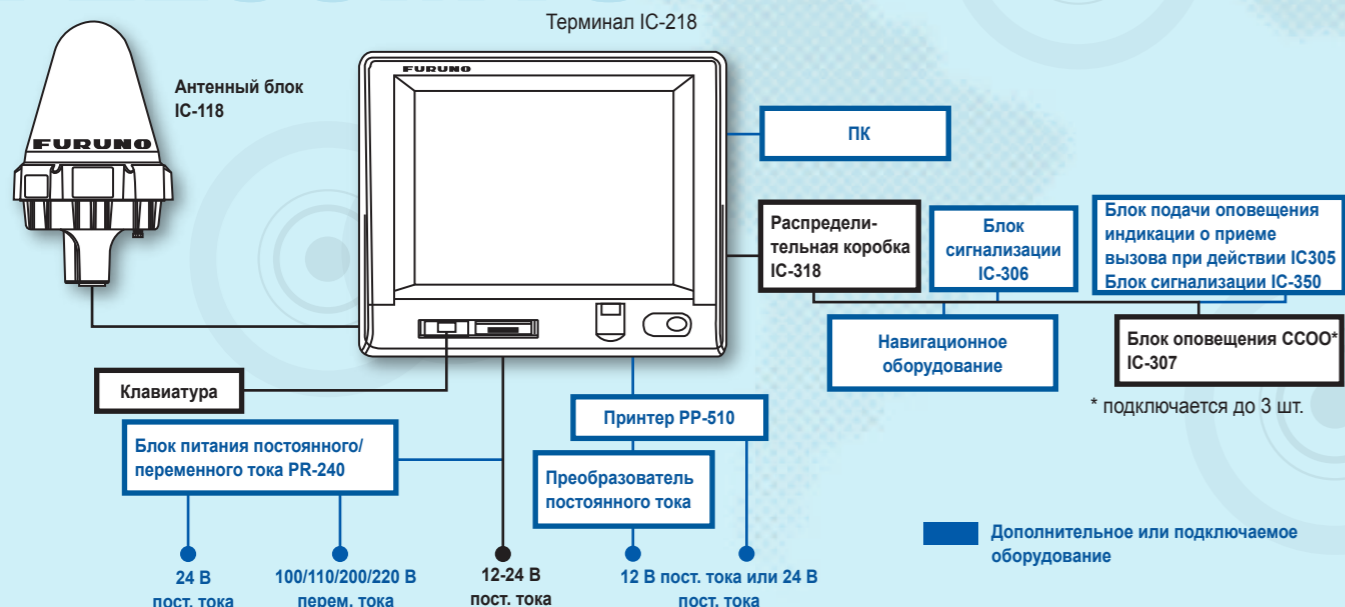 Терминал IC-218
Антенный блок
IC-118
FURUNO
FURUNO
ПК
Распредели-
тельная коробка
IC-318
Блок
сигнализации
IC-306
Блок подачи оповещения
индикации о приеме
вызова при действии IC305
Блок сигнализации IC-350
Навигационное
оборудование
Блок оповещения ССОО*
IC-307
* подключается до 3 шт.
Клавиатура
Принтер PP-510
Блок питания постоянного/
переменного тока PR-240
Преобразователь
постоянного тока
Дополнительное или подключаемое
оборудование
24 В
пост. тока
100/110/200/220 В
перем. тока
12-24 В
пост. тока
12 В пост. тока или 24 В
пост. тока